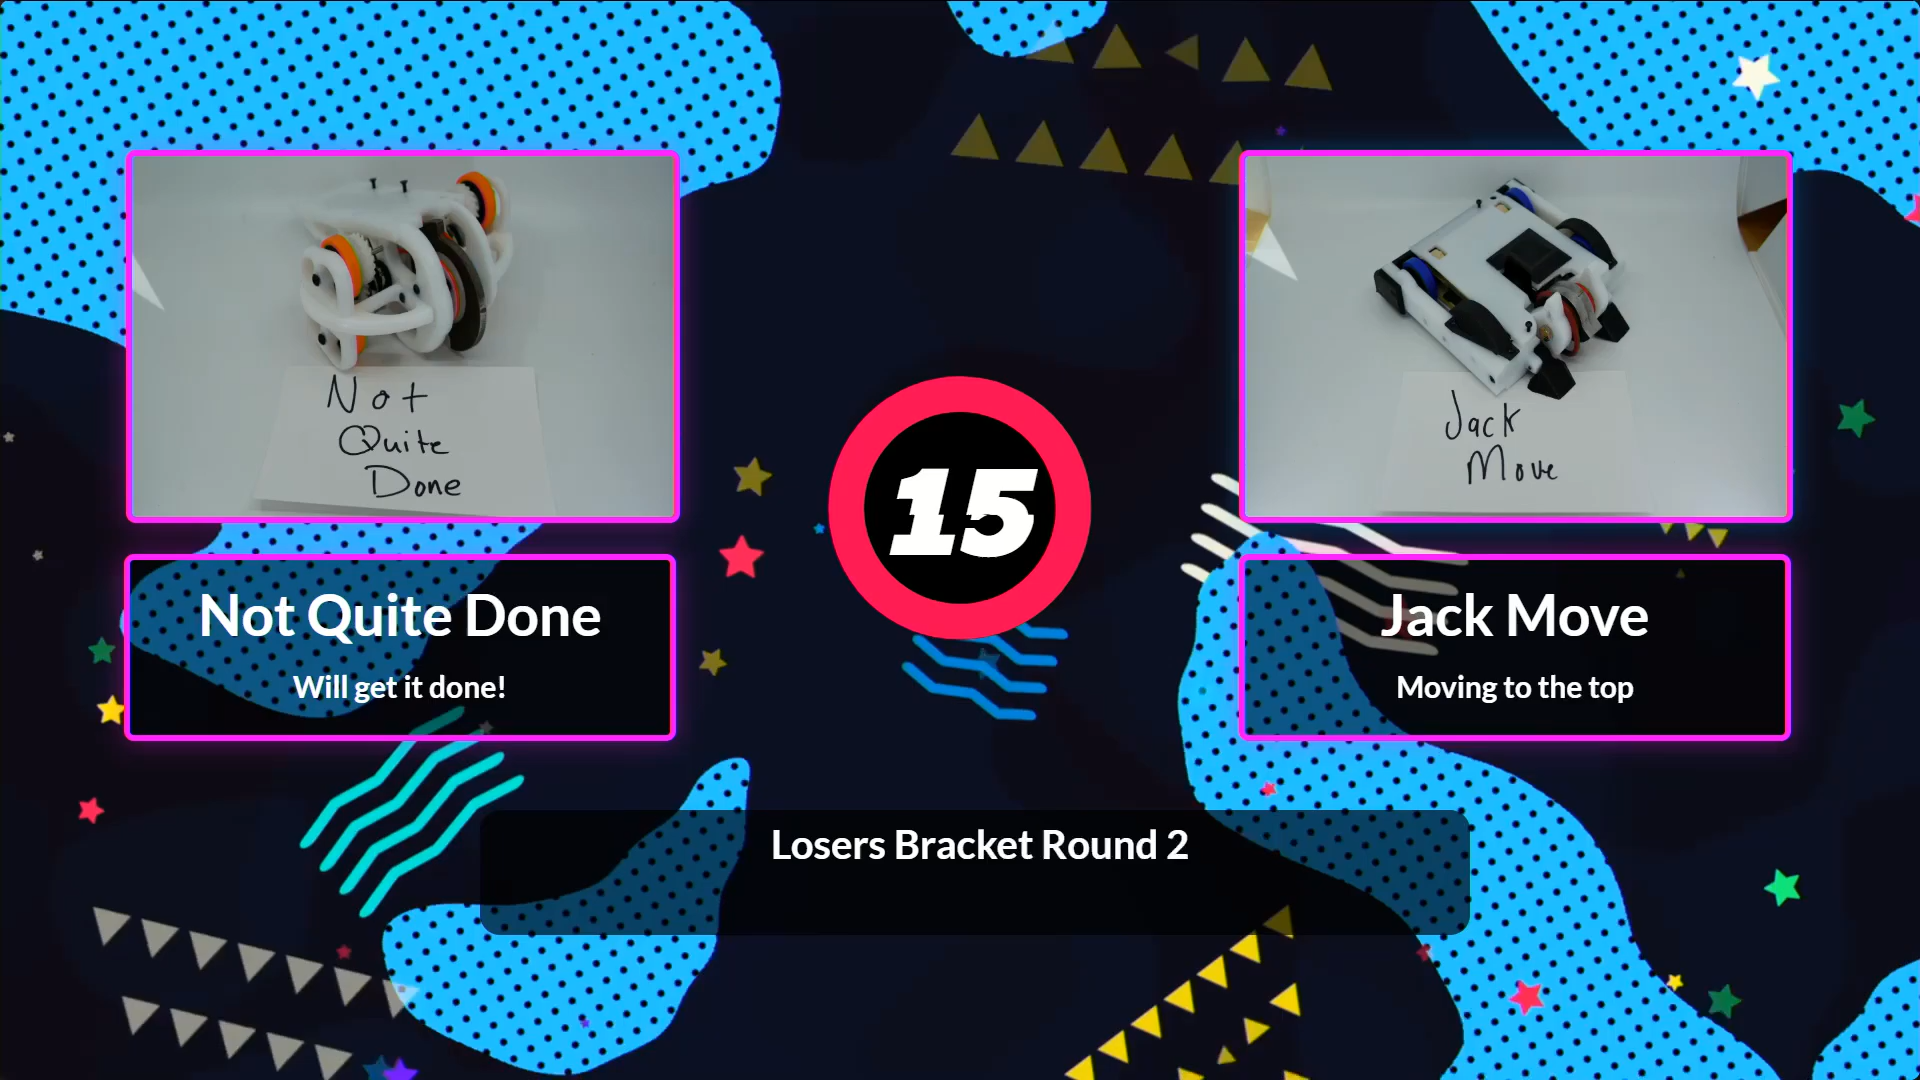 Not
Quite
Done
Jack
Move
15
Not Quite Done
Will get it done!
Jack Move
Moving to the top
Losers Bracket Round 2